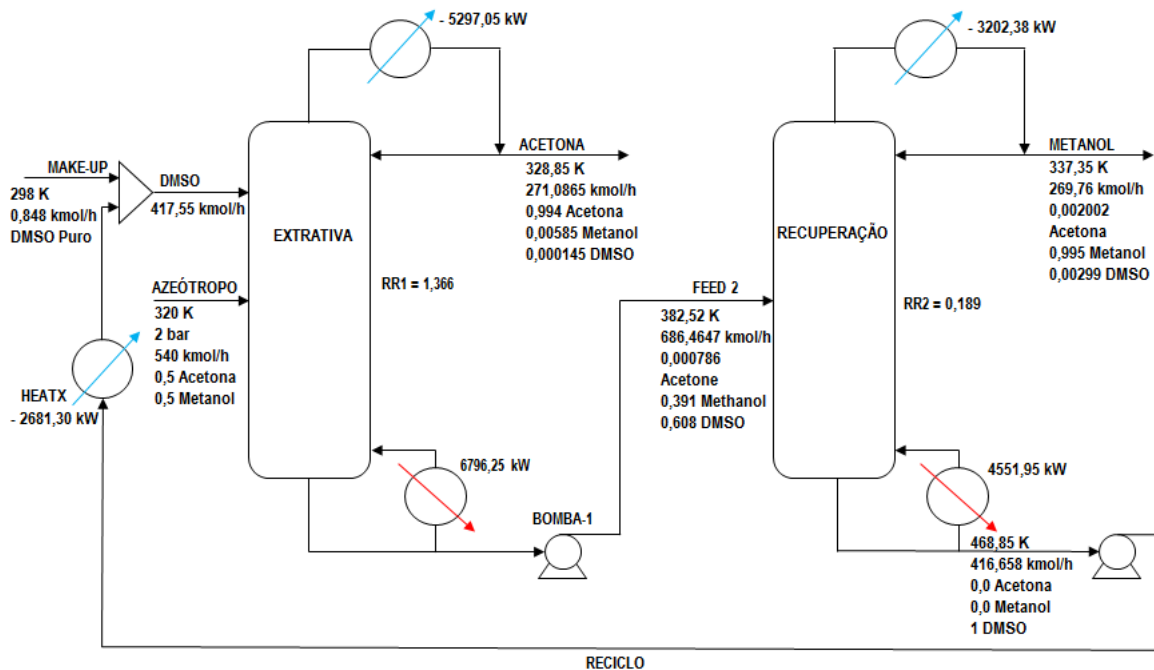 - 5297,05 kW
- 3202,38 kW
MAKE-UP
298 K
0,848 kmol/h
DMSO Puro
DMSO
417,55 kmol/h
AZEÓTROPO
320 K
2 bar
540 kmol/h
0,5 Acetona
0,5 Metanol
HEATX
- 2681,30 kW
EXTRATIVA
ACETONA
328,85 K
271,0865 kmol/h
0,994 Acetona
0,00585 Metanol
0,000145 DMSO
RR1 = 1,366
6796,25 kW
BOMBA-1
FEED 2
382,52 K
686,4647 kmol/h
0,000786
Acetone
0,391 Methanol
0,608 DMSO
RECUPERAÇÃO
METANOL
337,35 K
269,76 kmol/h
0,002002
Acetona
0,995 Metanol
0,00299 DMSO
RR2 = 0,189
4551,95 kW
468,85 K
416,658 kmol/h
0,0 Acetona
0,0 Metanol
1 DMSO
RECICLO